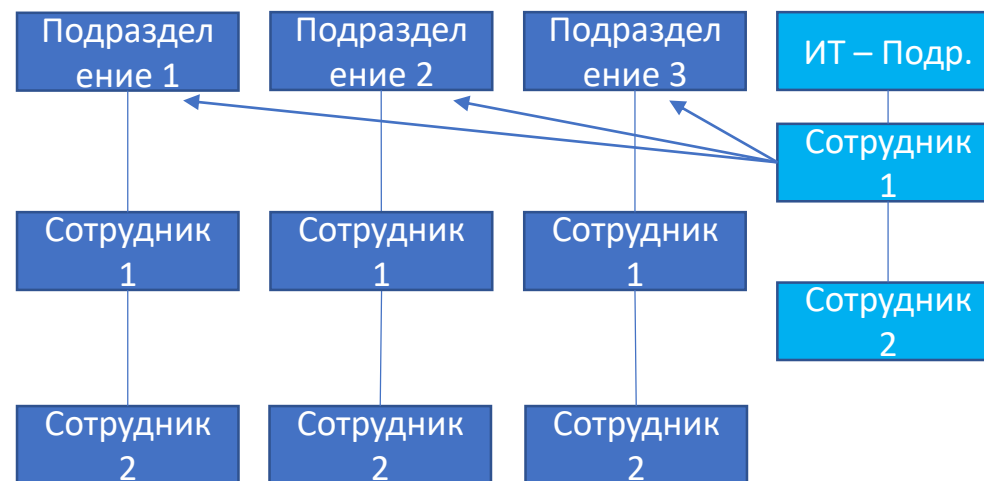 Подраздел
ение 1
Подраздел
ение 2
Подраздел
ение 3
ИТ – Подр.
Сотрудник
1
Сотрудник
1
Сотрудник
1
Сотрудник
1
Сотрудник
2
Сотрудник
2
Сотрудник
2
Сотрудник
2